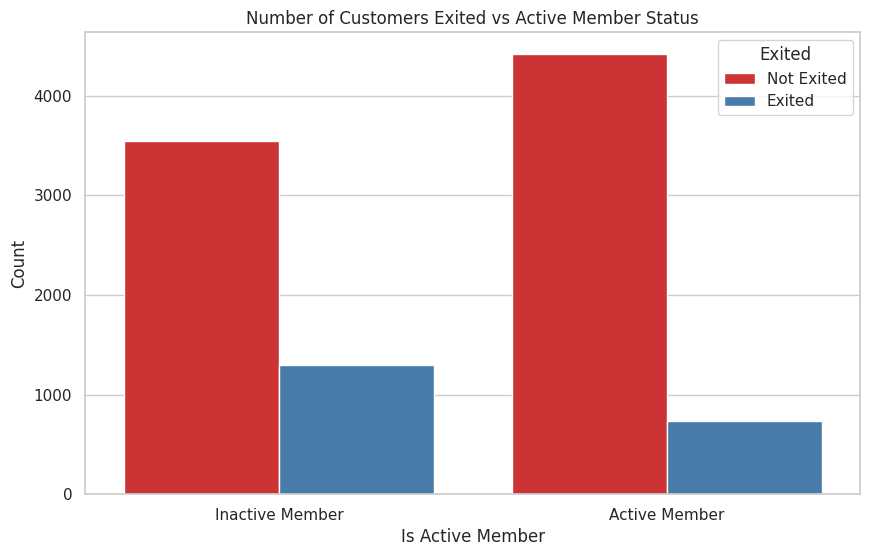 Number of Customers Exited vs Active Member Status
Exited
Not Exited
Exited
4000
3000
2000
1000
0
Count
Inactive Member
Active Member
Is Active Member